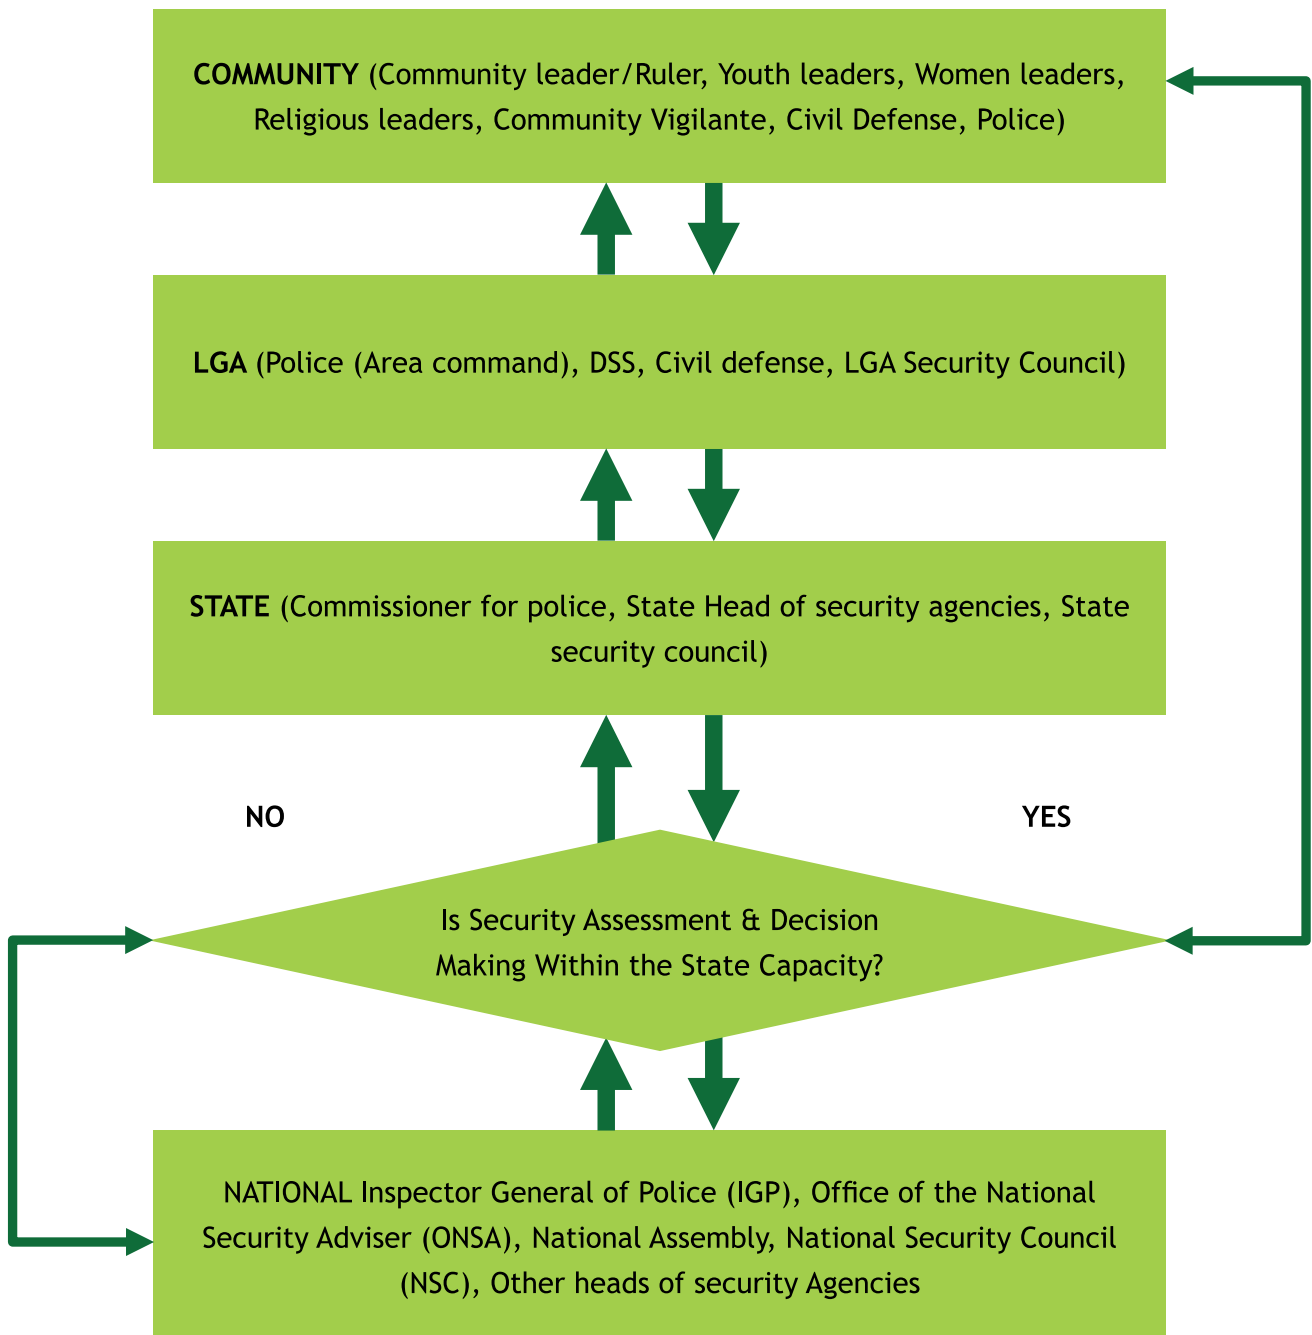 COMMUNITY (Community leader/Ruler, Youth leaders, Women leaders,
Religious leaders, Community Vigilante, Civil Defense, Police)
LGA (Police (Area command), DSS, Civil defense, LGA Security Council)
STATE (Commissioner for police, State Head of security agencies, State
security council)
NO
YES
Is Security Assessment & Decision
Making Within the State Capacity?
NATIONAL Inspector General of Police (IGP), Office of the National
Security Adviser (ONSA), National Assembly, National Security Council
(NSC), Other heads of security Agencies